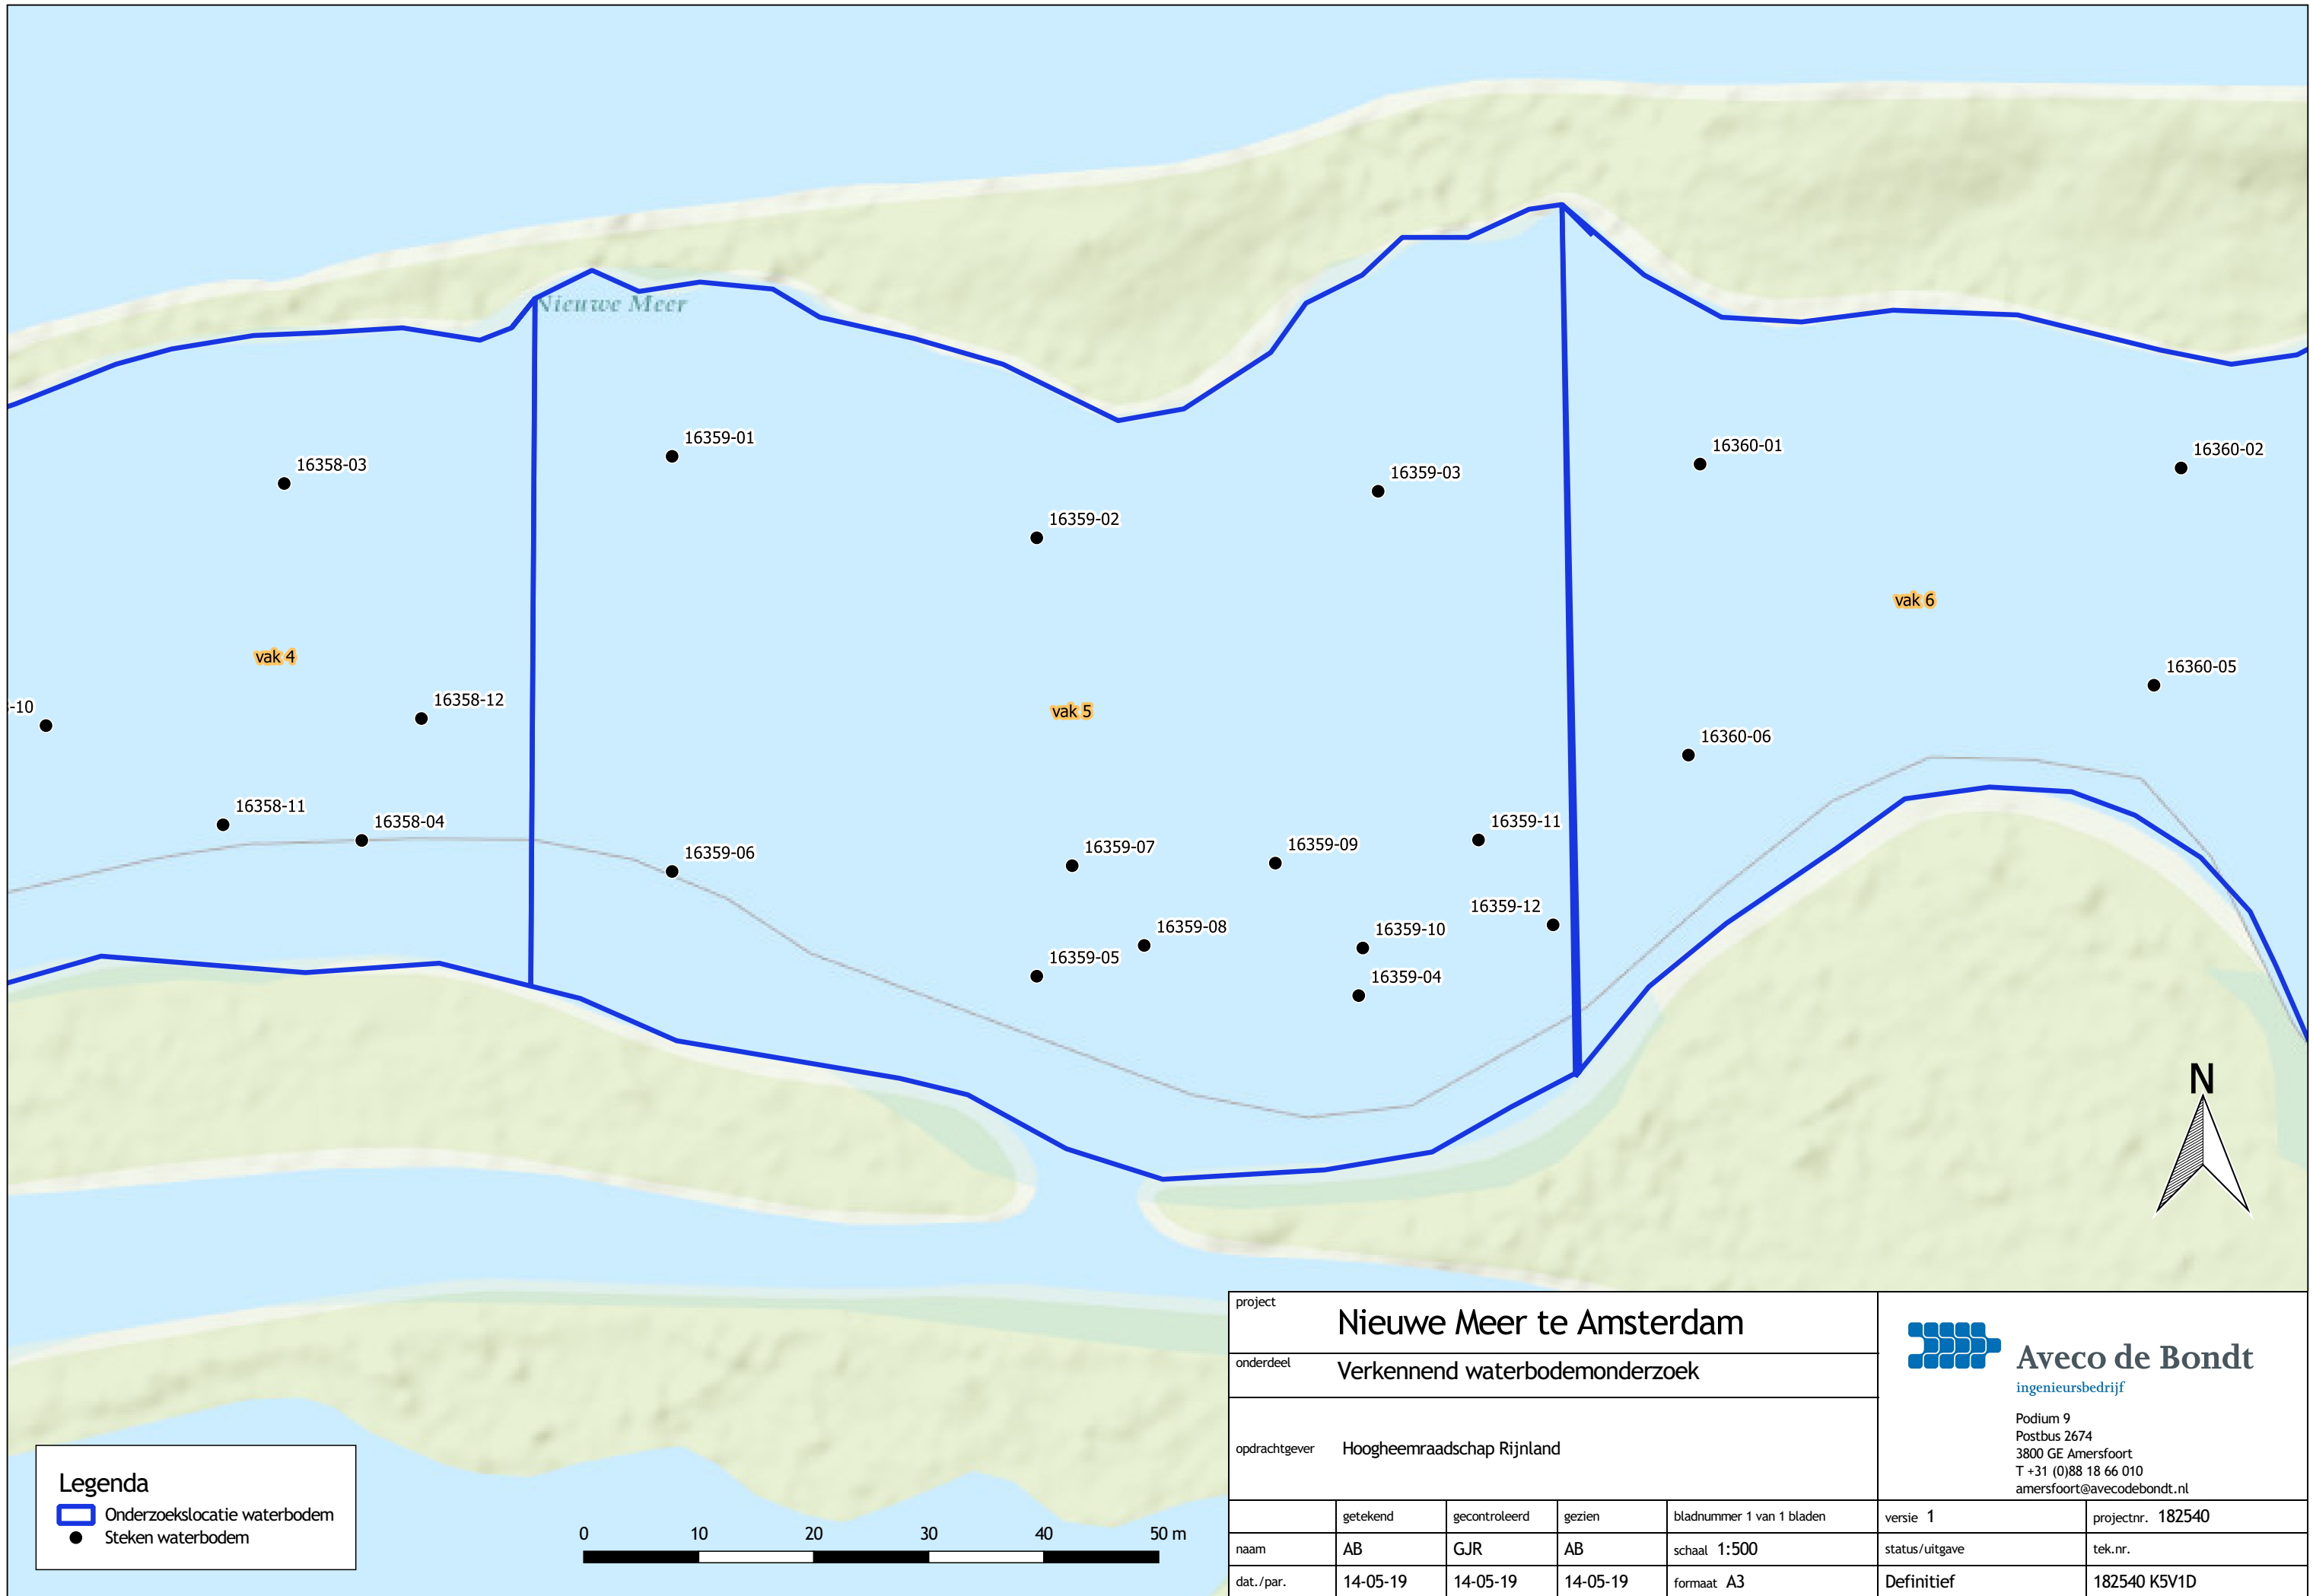 Nieuwe Meer
16359-01
16358-03
16359-02
16359-03
16360-01
16360-02
vak 6
vak 4
vak 5
16360-05
-10
16358-12
16360-06
16358-11
16358-04
16359-06
16359-07
16359-09
16359-11
16359-12
16359-08
16359-10
16359-05
16359-04
N
Legenda
Onderzoekslocatie waterbodem
Steken waterbodem
0 10 20 30 40 50 m
project Nieuwe Meer te Amsterdam
onderdeel Verkennend waterbodemonderzoek
opdrachtgever Hoogheemraadschap Rijnland
Aveco de Bondt
ingenieursbedrijf
Podium 9
Postbus 2674
3800 GE Amersfoort
T +31 (0)88 18 66 010
amersfoort@avecodebondt.nl
getekend gecontroleerd gezien bladnummer 1 van 1 bladen versie 1 projectnr. 182540
naam AB GJR AB schaal 1:500 status/uitgave tek.nr.
dat./par. 14-05-19 14-05-19 14-05-19 formaat A3 Definitief 182540 K5V1D